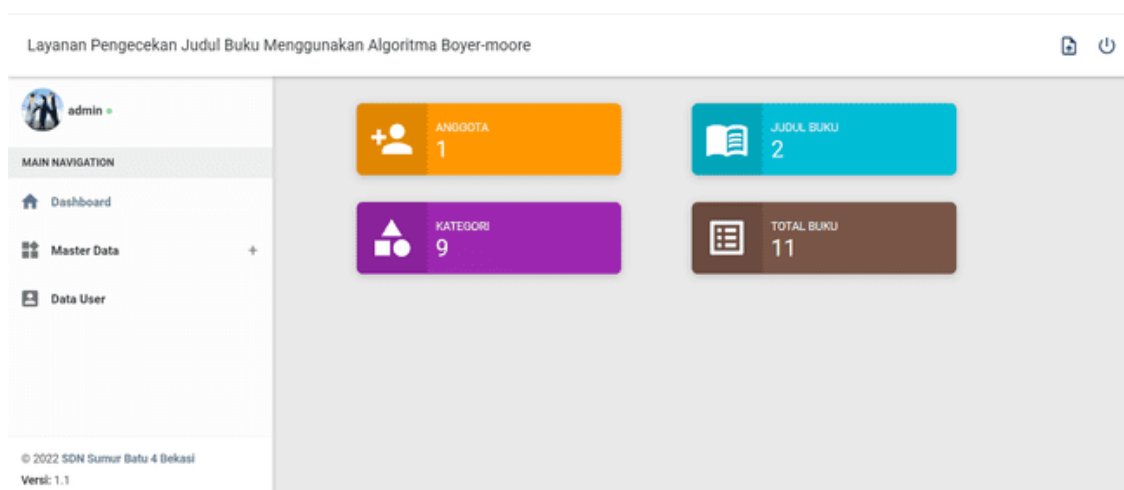 Layanan Pengecekan Judul Buku Menggunakan Algoritma Boyer-moore
admin
MAIN NAVIGATION
Dashboard
Master Data +
Data User
© 2022 SDN Sumur Batu 4 Bekasi
Versi: 1.1
ANGGOTA
1
JUDUL BUKU
2
KATEGORI
9
TOTAL BUKU
11